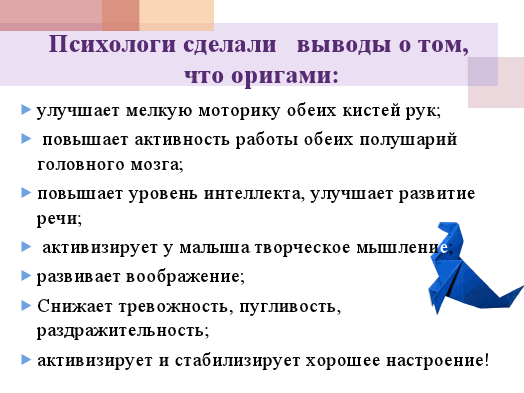 Психологи сделали выводы о том,
что оригами:
улучшает мелкую моторику обеих кистей рук;
повышает активность работы обеих полушарий
головного мозга;
повышает уровень интеллекта, улучшает развитие
речи;
активизирует у малыша творческое мышление;
развивает воображение;
Снижает тревожность, пугливость,
раздражительность;
активизирует и стабилизирует хорошее настроение!